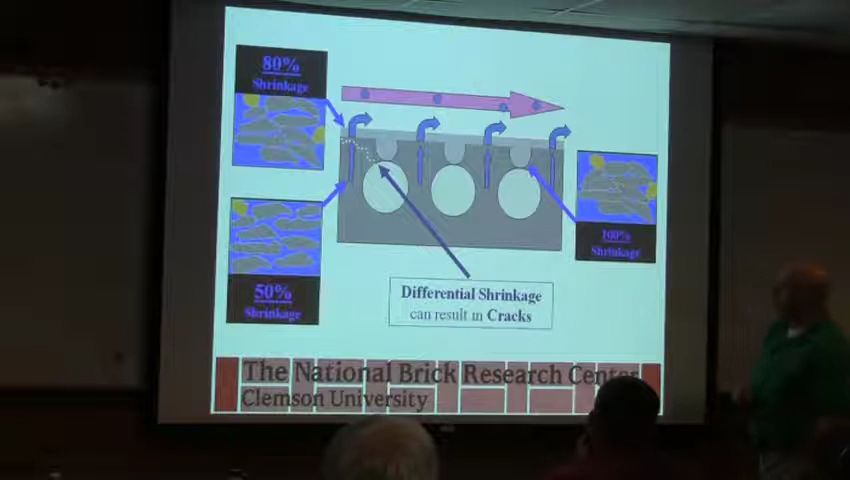 80%
Shrinkage
50%
Shrinkage
100%
Shrinkage
Differential Shrinkage
can result in Cracks
The National Brick Research Center
Clemson University